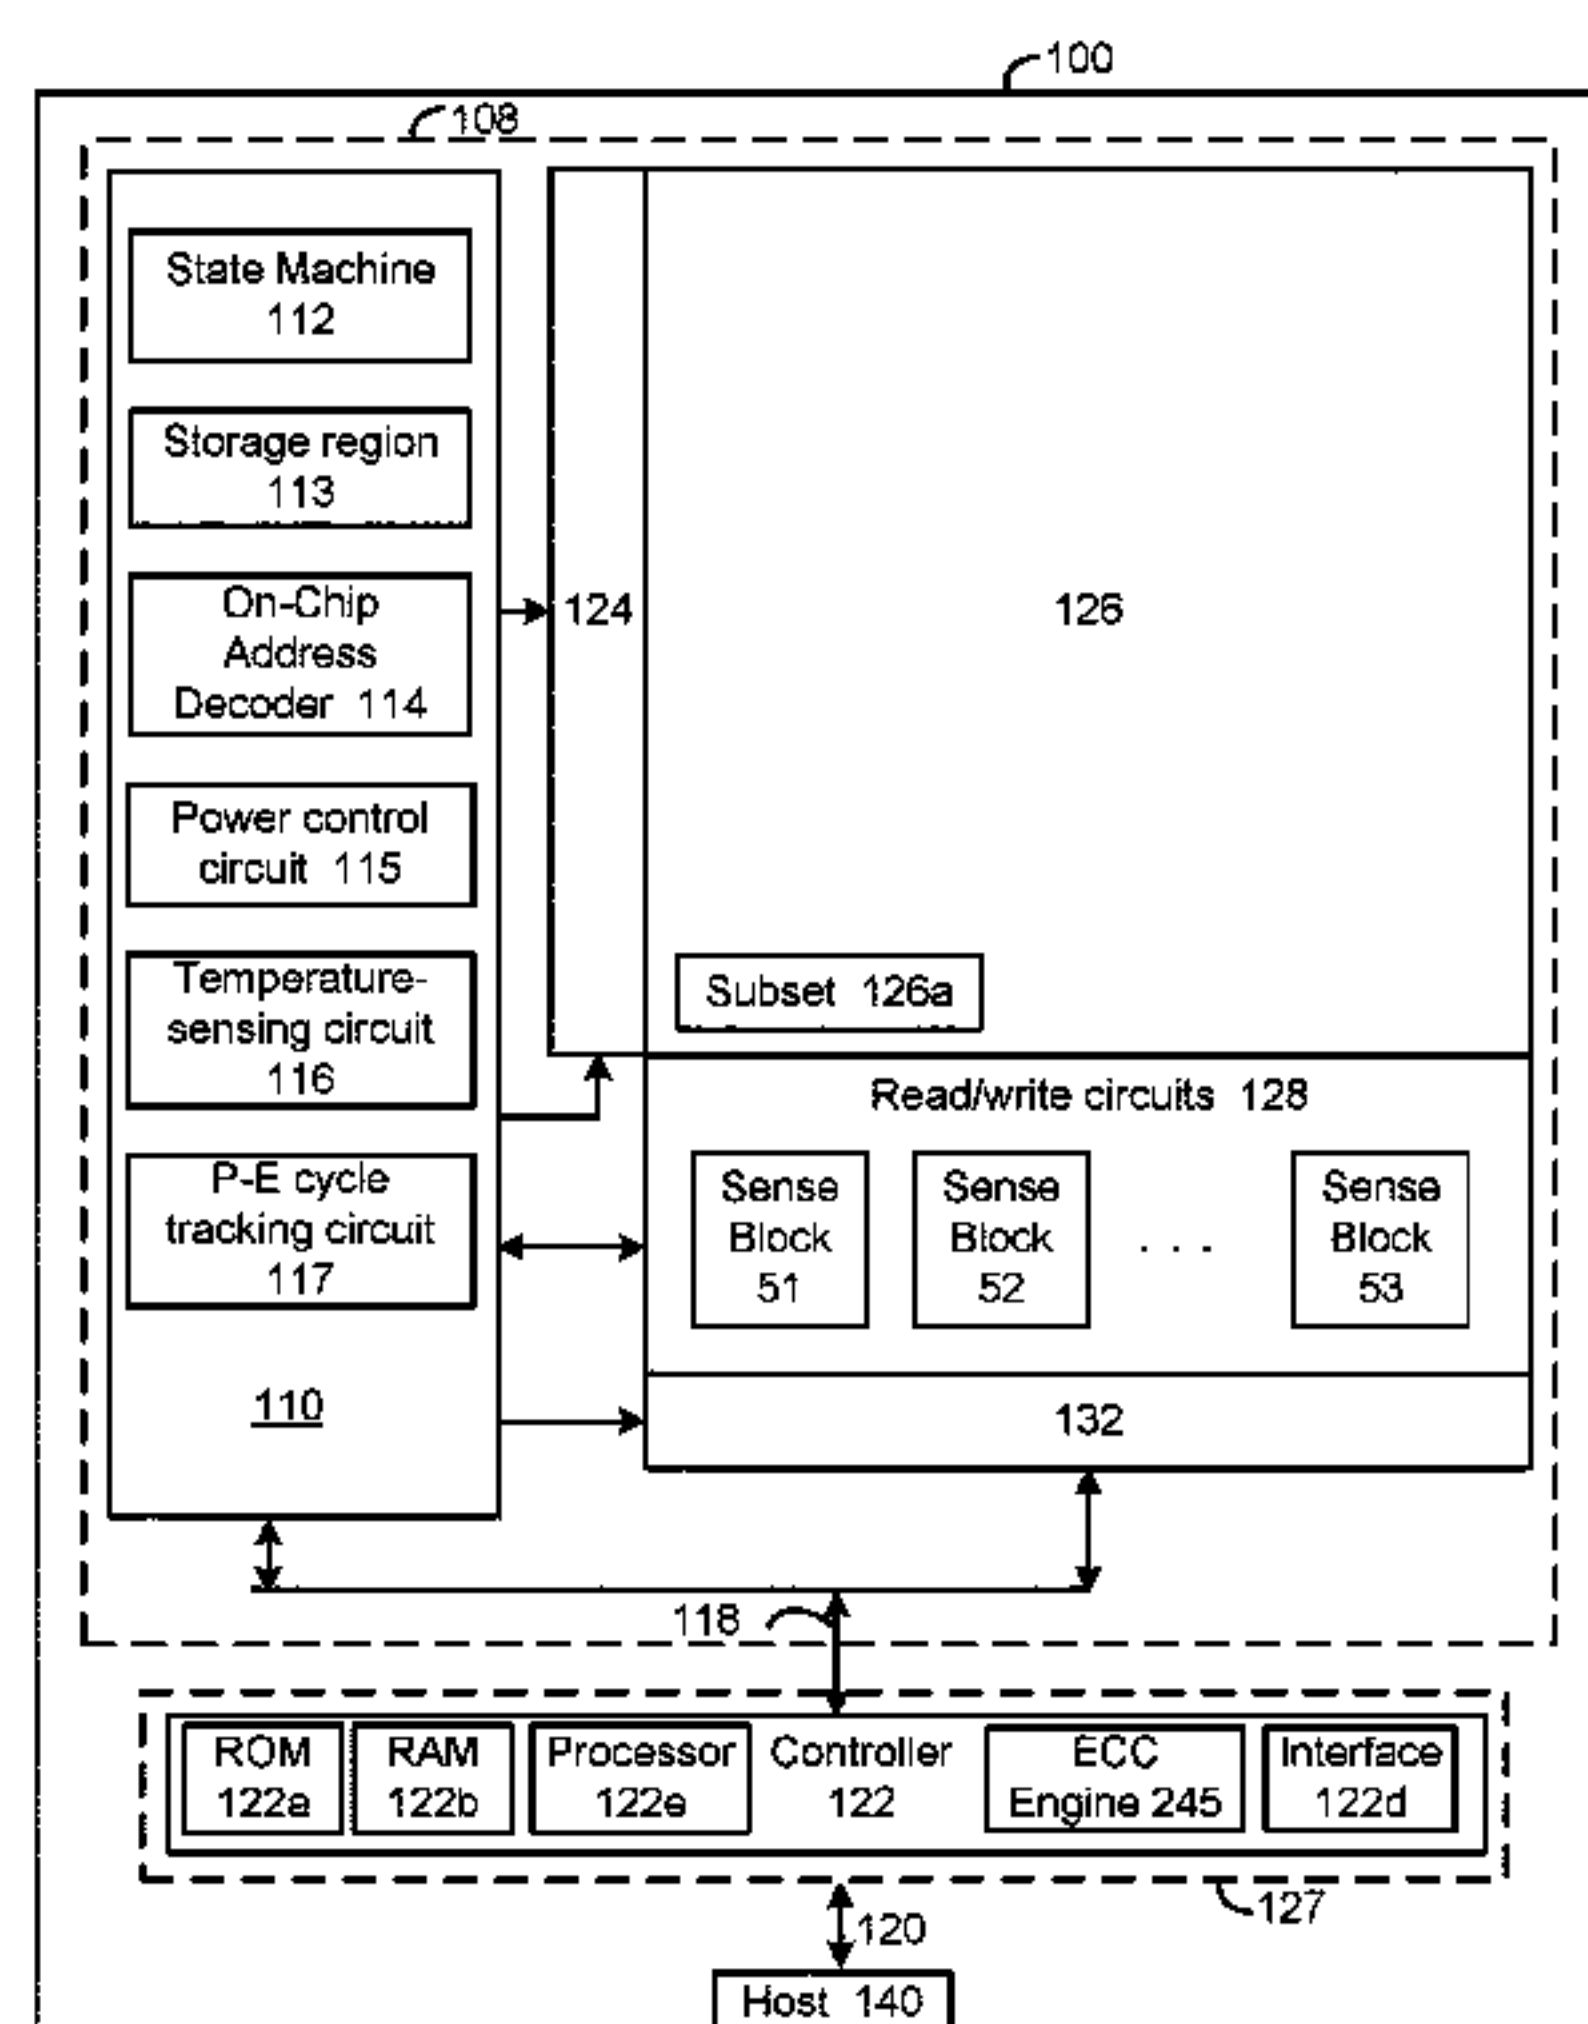 100
108
State Machine
112
Storage region
113
On-Chip
Address
Decoder 114
Power control
circuit 115
Temperature-
sensing circuit
116
P-E cycle
tracking circuit
117
110
124
126
Subset 126a
Read/write circuits 128
Sense
Block
51
Sense
Block
52
. . .
Sense
Block
53
132
118
ROM
122a
RAM
122b
Processor
122e
Controller
122
ECC
Engine 245
Interface
122d
127
120
Host 140